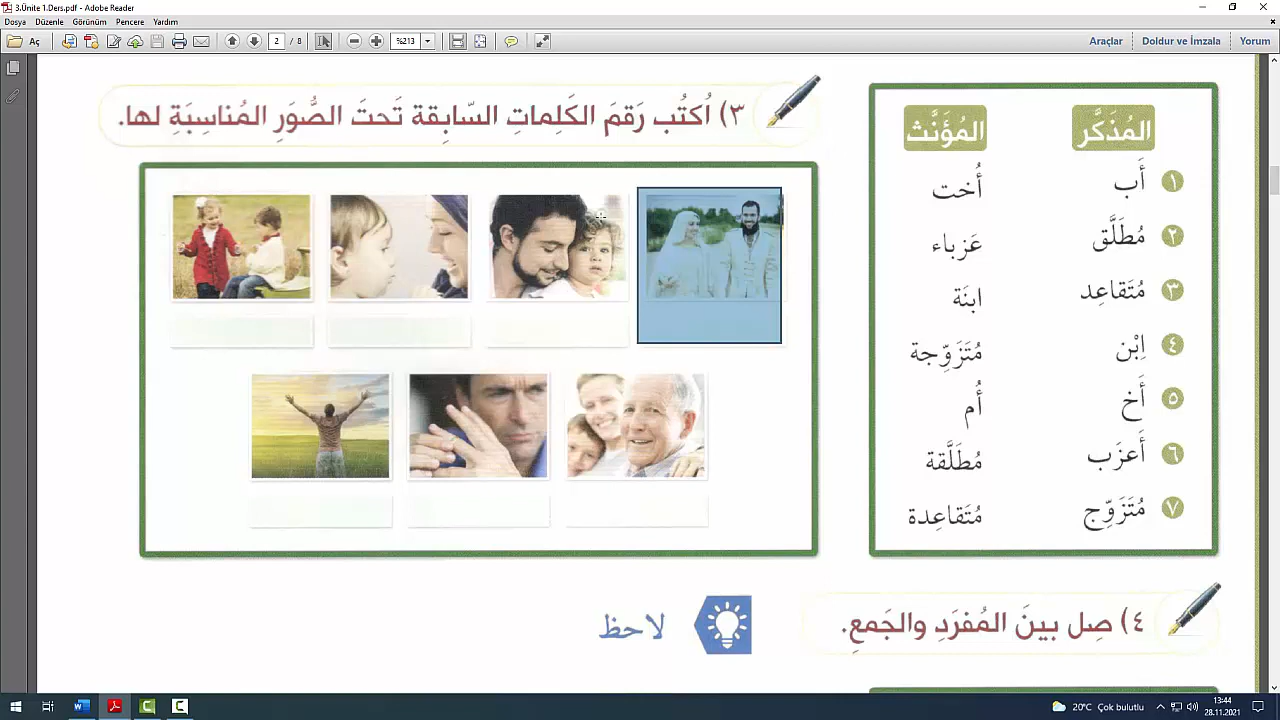 3.Ünite 1.Ders.pdf - Adobe Reader
Dosya Düzenle Görünüm Pencere Yardım
Aç 2 / 8 %213 Araçlar Doldur ve İmzala Yorum
٣) اُكتُب رَقمَ الكَلِماتِ السّابِقة تَحتَ الصُّوَرِ المُناسِبَةِ لها.
المُذَكَّر المُؤَنَّث
١ أَب أُخت
٢ مُطَلَّق عَزباء
٣ مُتَقاعِد ابنَة
٤ اِبْن مُتَزَوِّجة
٥ أَخ أُم
٦ أَعزَب مُطَلَّقة
٧ مُتَزَوِّج مُتَقاعِدة
٤) صِل بينَ المُفرَدِ والجَمعِ.
لاحظ
20°C Çok bulutlu
13:44
28.11.2021